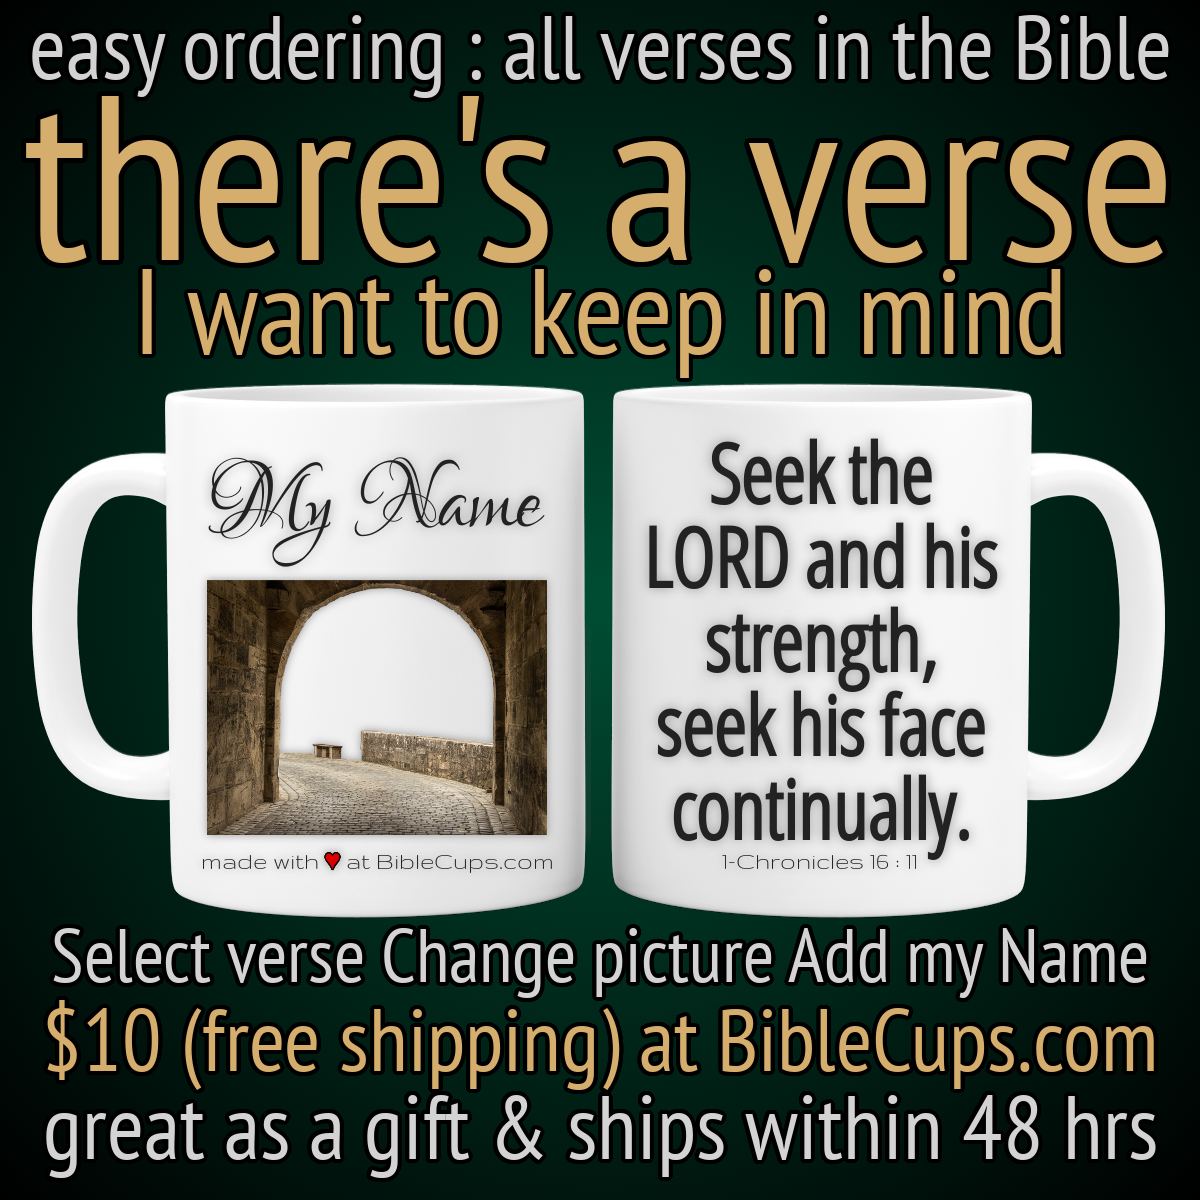 easy ordering : all verses in the Bible
there's a verse
I want to keep in mind
My Name
made with ♥ at BibleCups.com
Seek the
LORD and his
strength,
seek his face
continually.
1-Chronicles 16 : 11
Select verse Change picture Add my Name
$10 (free shipping) at BibleCups.com
great as a gift & ships within 48 hrs